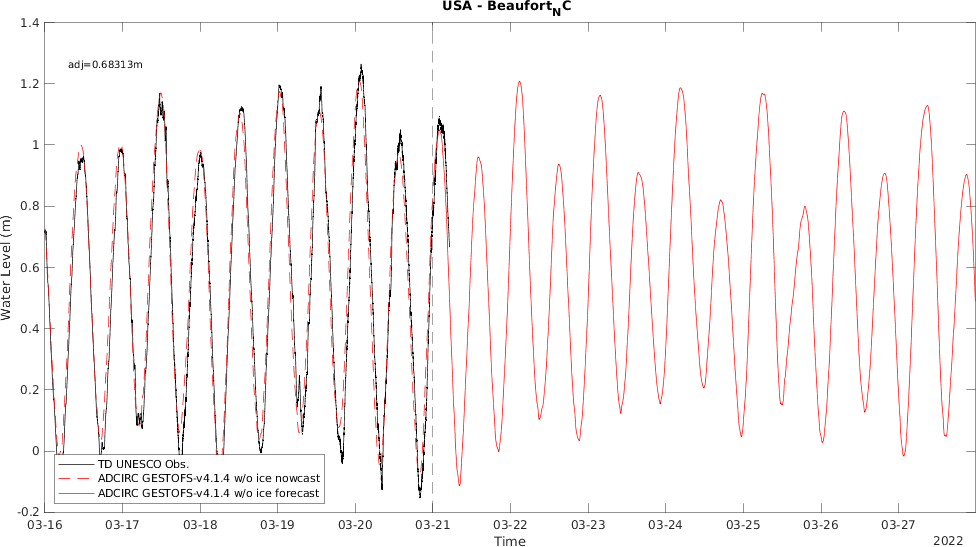 USA - Beaufort_NC
1.4
adj=0.68313m
1.2
1
0.8
0.6
0.4
0.2
0
-0.2
Water Level (m)
TD UNESCO Obs.
ADCIRC GESTOFS-v4.1.4 w/o ice nowcast
ADCIRC GESTOFS-v4.1.4 w/o ice forecast
03-16 03-17 03-18 03-19 03-20 03-21 03-22 03-23 03-24 03-25 03-26 03-27
Time
2022